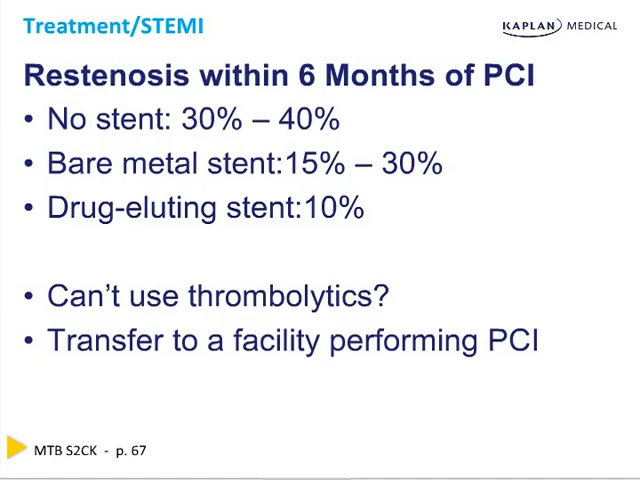 Treatment/STEMI
KAPLAN MEDICAL
Restenosis within 6 Months of PCI
• No stent: 30% – 40%
• Bare metal stent:15% – 30%
• Drug-eluting stent:10%
• Can't use thrombolytics?
• Transfer to a facility performing PCI
MTB S2CK - p. 67